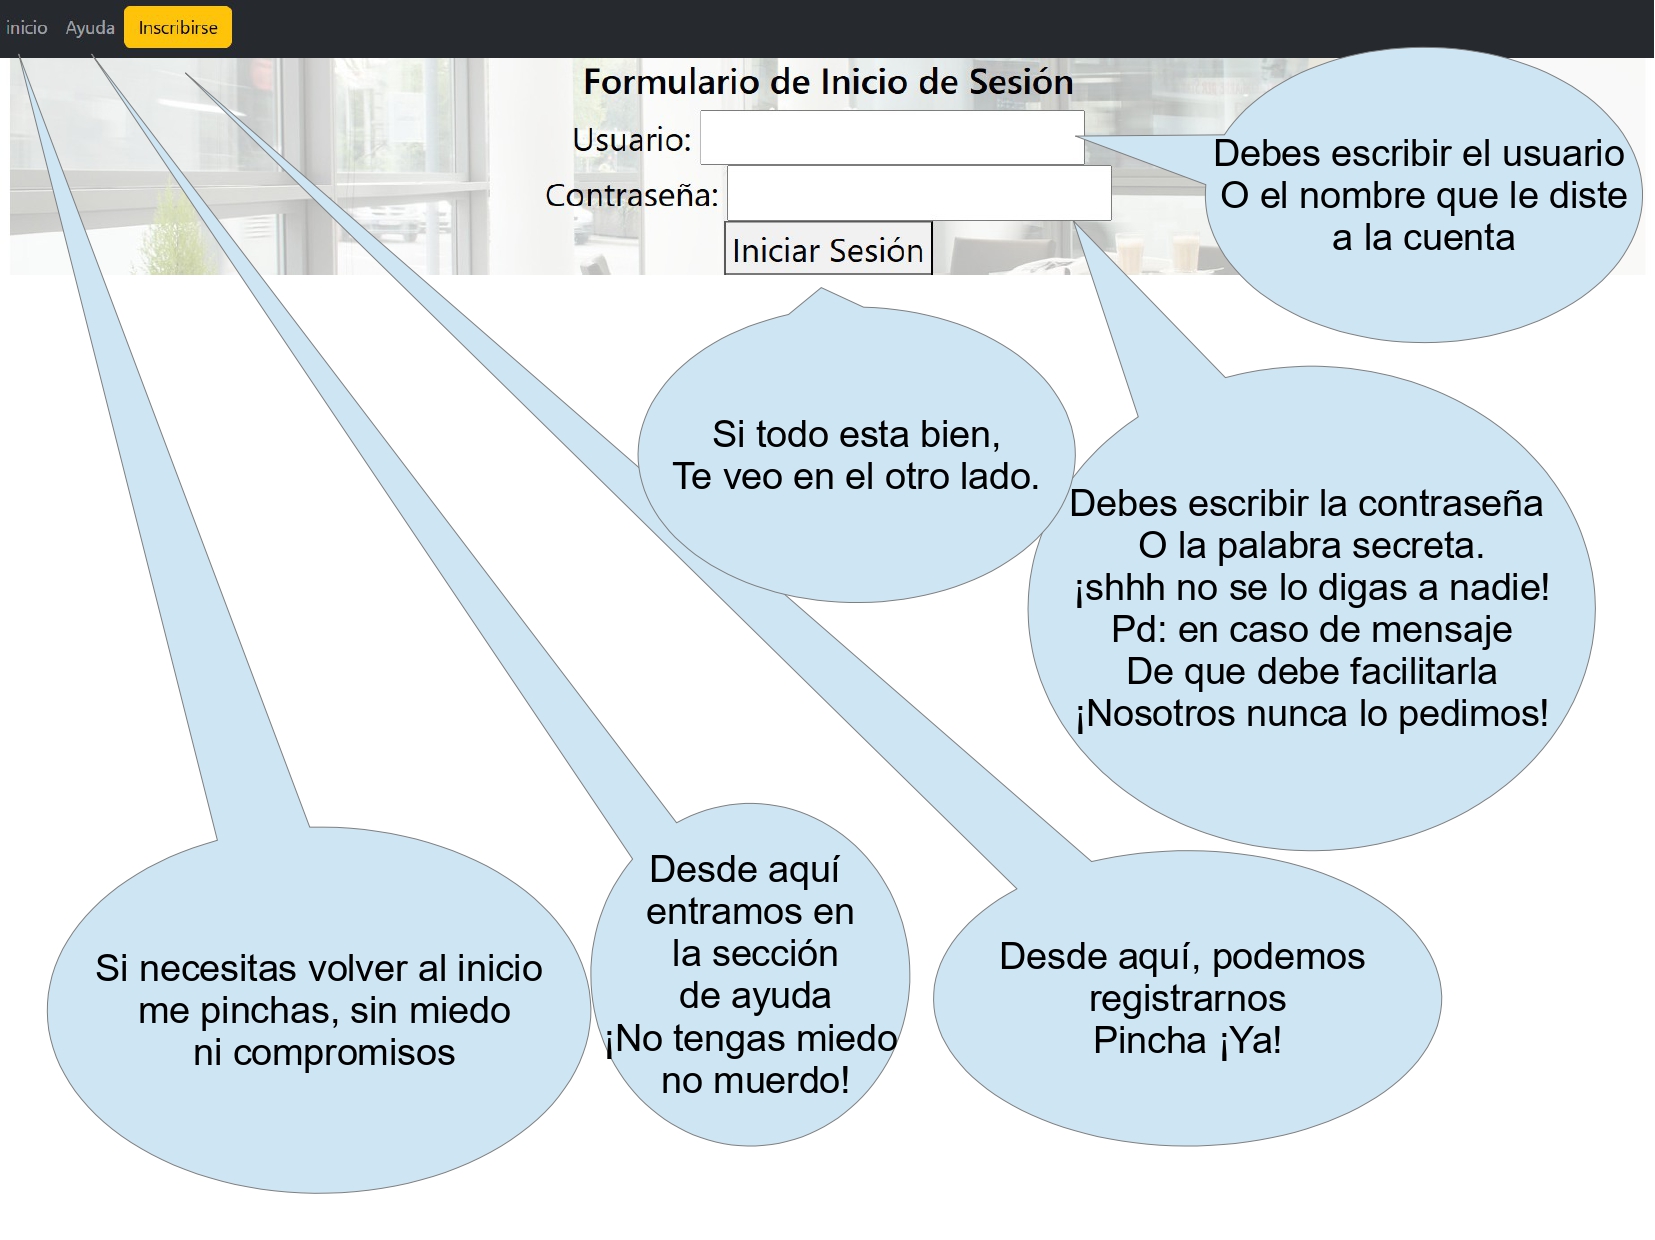 inicio Ayuda Inscribirse
Formulario de Inicio de Sesión
Usuario:
Contraseña:
Iniciar Sesión
Debes escribir el usuario
O el nombre que le diste
a la cuenta
Si todo esta bien,
Te veo en el otro lado.
Debes escribir la contraseña
O la palabra secreta.
¡shhh no se lo digas a nadie!
Pd: en caso de mensaje
De que debe facilitarla
¡Nosotros nunca lo pedimos!
Si necesitas volver al inicio
me pinchas, sin miedo
ni compromisos
Desde aquí
entramos en
la sección
de ayuda
¡No tengas miedo
no muerdo!
Desde aquí, podemos
registrarnos
Pincha ¡Ya!